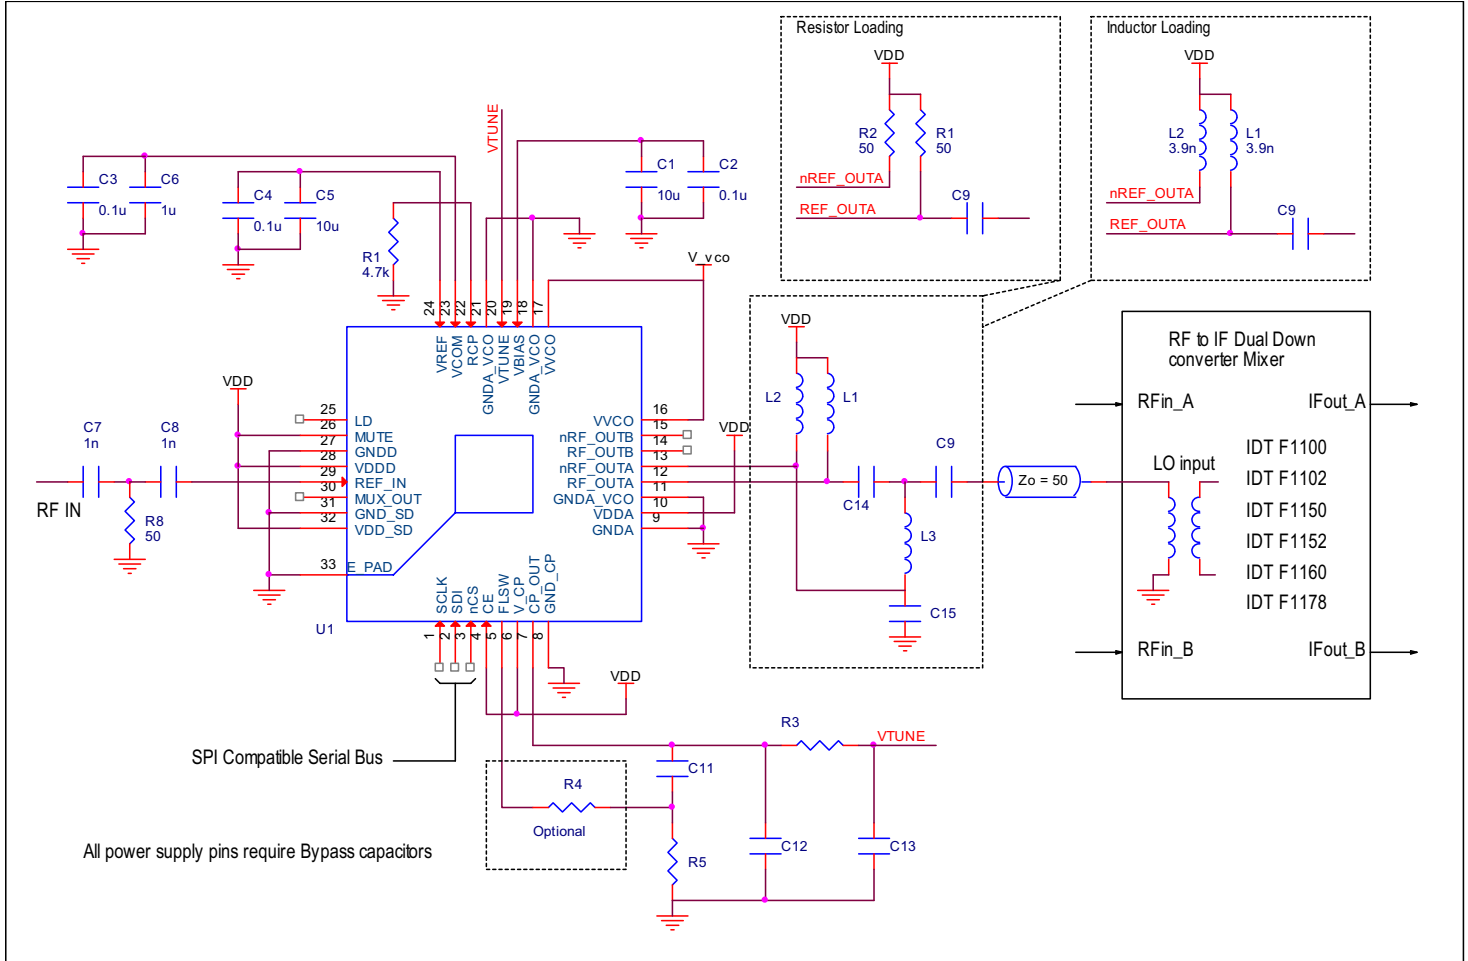 Resistor Loading
VDD
R2
50
R1
50
nREF_OUTA
REF_OUTA
C9
Inductor Loading
VDD
L2
3.9n
L1
3.9n
nREF_OUTA
REF_OUTA
C9
C3
0.1u
C6
1u
C4
0.1u
C5
10u
R1
4.7k
VTUNE
C1
10u
C2
0.1u
V_vco
24
23
22
21
20
19
18
17
VREF
VCOM
RCP
GNDA_VCO
VTUNE
VBIAS
GNDA_VCO
VVCO
VDD
25
26
27
28
29
30
31
32
33
LD
MUTE
GNDD
VDDD
REF_IN
MUX_OUT
GND_SD
VDD_SD
E_PAD
C7
1n
C8
1n
RF IN
R8
50
U1
VVCO
nRF_OUTB
RF_OUTB
nRF_OUTA
RF_OUTA
GNDA_VCO
VDDA
GNDA
16
15
14
13
12
11
10
9
VDD
SCLK
SDI
nCS
CE
FLSW
V_CP
CP_OUT
GND_CP
1
2
3
4
5
6
7
8
VDD
VDD
L2
L1
C14
C9
L3
C15
Zo = 50
RF to IF Dual Down
converter Mixer
RFin_A
IFout_A
LO input
IDT F1100
IDT F1102
IDT F1150
IDT F1152
IDT F1160
IDT F1178
RFin_B
IFout_B
SPI Compatible Serial Bus
R4
Optional
C11
R5
R3
VTUNE
C12
C13
All power supply pins require Bypass capacitors